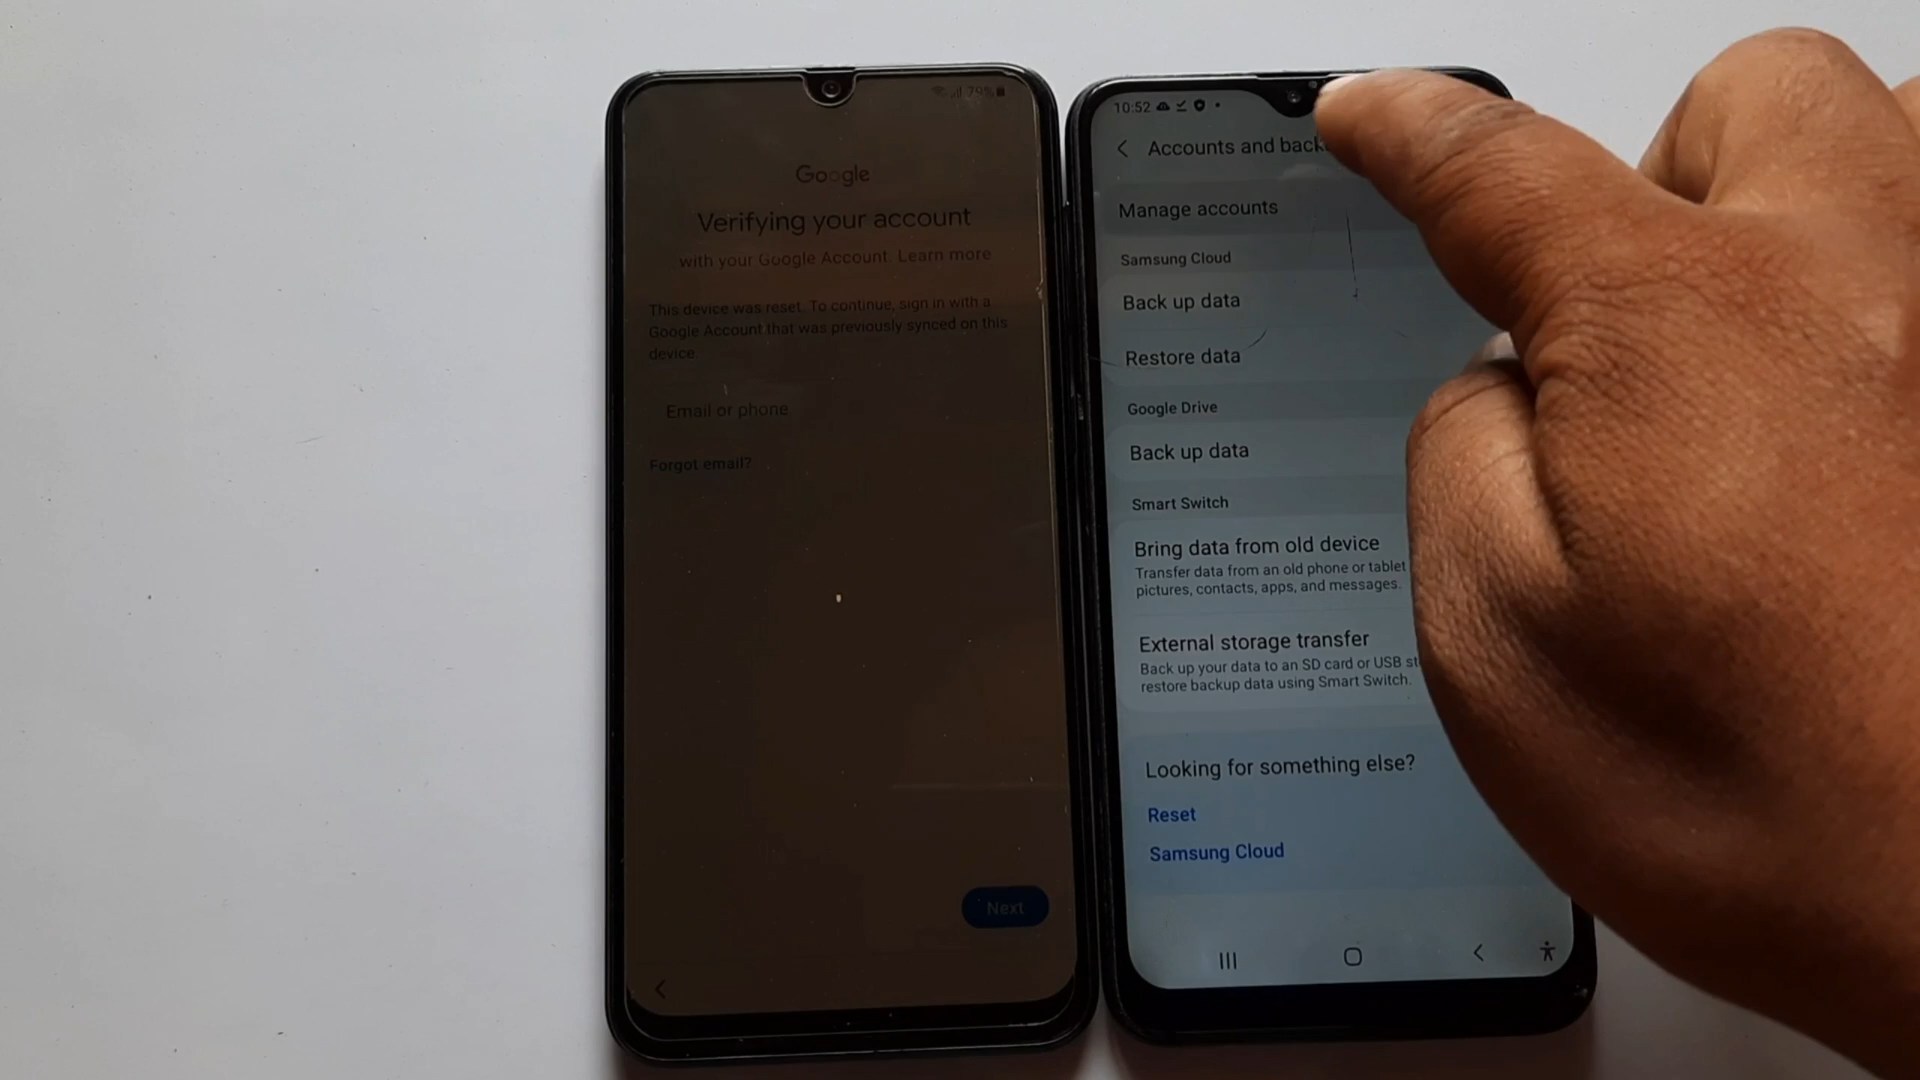 79%
Google
Verifying your account
with your Google Account. Learn more
This device was reset. To continue, sign in with a
Google Account that was previously synced on this
device.
Email or phone
Forgot email?
Next
10:52
Accounts and back
Manage accounts
Samsung Cloud
Back up data
Restore data
Google Drive
Back up data
Smart Switch
Bring data from old device
Transfer data from an old phone or tablet
pictures, contacts, apps, and messages.
External storage transfer
Back up your data to an SD card or USB st
restore backup data using Smart Switch.
Looking for something else?
Reset
Samsung Cloud